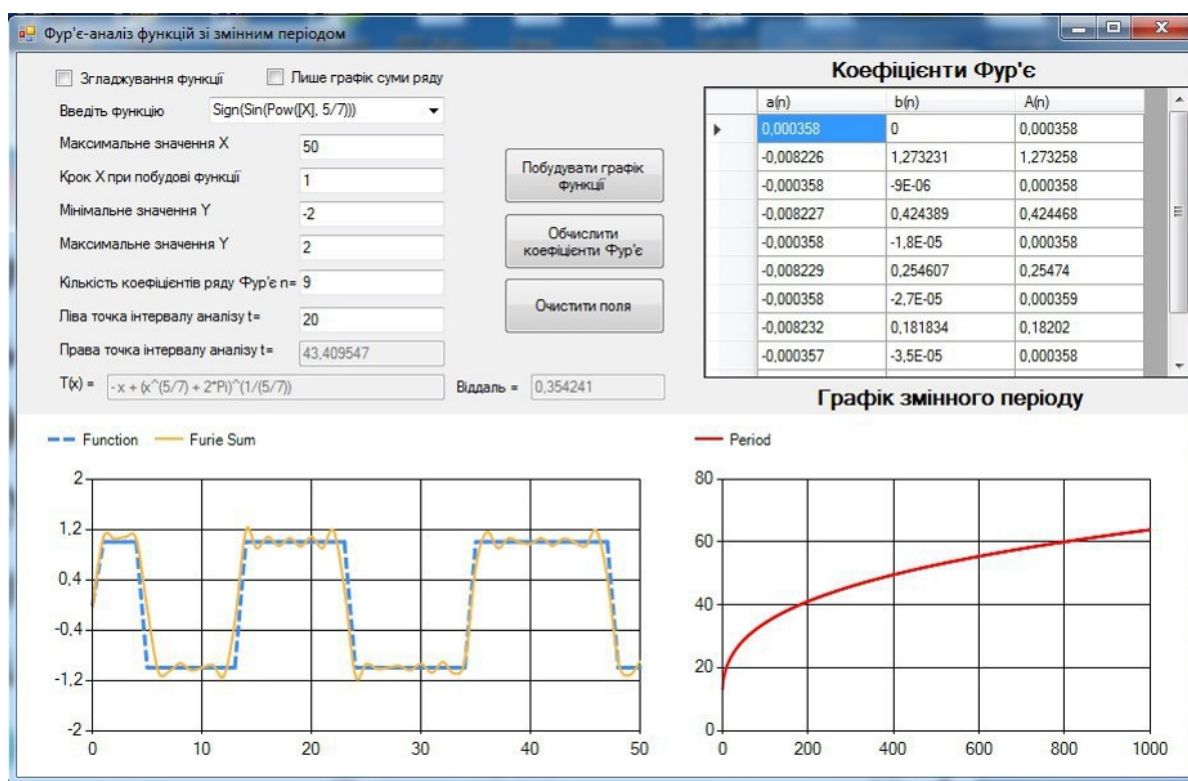 Фур'є-аналіз функцій зі змінним періодом
Згладжування функції Лише графік суми ряду
Введіть функцію Sign(Sin(Pow([X], 5/7)))
Максимальне значення X 50
Крок X при побудові функції 1
Мінімальне значення Y -2
Максимальне значення Y 2
Кількість коефіцієнтів ряду Фур'є n= 9
Ліва точка інтервалу аналізу t= 20
Права точка інтервалу аналізу t= 43,409547
T(x) = -x + (x^(5/7) + 2*Pi)^(1/(5/7)) Віддаль = 0,354241
Побудувати графік
функції
Обчислити
коефіцієнти Фур'є
Очистити поля
Коефіцієнти Фур'є
a(n) b(n) A(n)
0,000358 0 0,000358
-0,008226 1,273231 1,273258
-0,000358 -9E-06 0,000358
-0,008227 0,424389 0,424468
-0,000358 -1,8E-05 0,000358
-0,008229 0,254607 0,25474
-0,000358 -2,7E-05 0,000359
-0,008232 0,181834 0,18202
-0,000357 -3,5E-05 0,000358
Графік змінного періоду
Function Furie Sum
2
1,2
0,4
-0,4
-1,2
-2
0 10 20 30 40 50
Period
80
60
40
20
0
0 200 400 600 800 1000